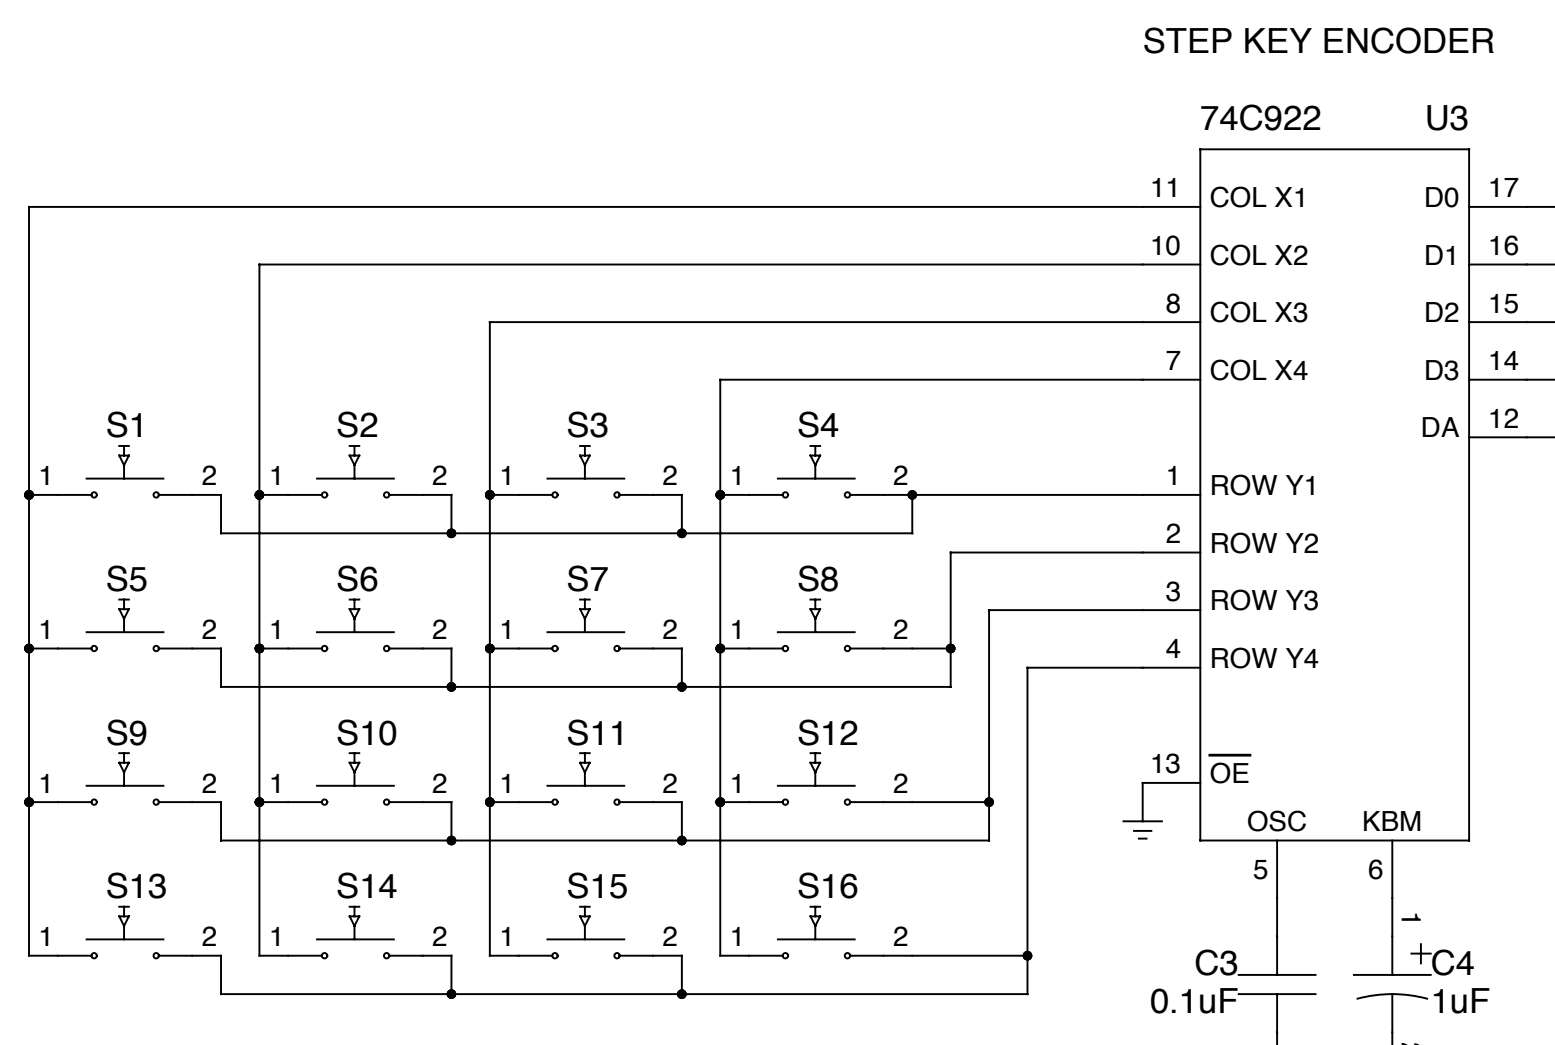 STEP KEY ENCODER
74C922 U3
11 COL X1 D0 17
10 COL X2 D1 16
8 COL X3 D2 15
7 COL X4 D3 14
S1 S2 S3 S4 DA 12
1 2 1 2 1 2 1 2 1 ROW Y1
2 ROW Y2
S5 S6 S7 S8 3 ROW Y3
1 2 1 2 1 2 1 2 4 ROW Y4
S9 S10 S11 S12
13 OE
1 2 1 2 1 2 1 2
OSC KBM
5 6
S13 S14 S15 S16
1
1 2 1 2 1 2 1 2
C3 + C4
0.1uF 1uF